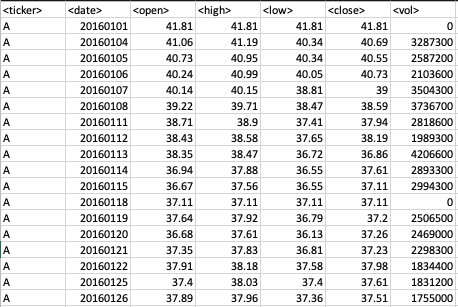 <ticker> <date> <open> <high> <low> <close> <vol>
A 20160101 41.81 41.81 41.81 41.81 0
A 20160104 41.06 41.19 40.34 40.69 3287300
A 20160105 40.73 40.95 40.34 40.55 2587200
A 20160106 40.24 40.99 40.05 40.73 2103600
A 20160107 40.14 40.15 38.81 39 3504300
A 20160108 39.22 39.71 38.47 38.59 3736700
A 20160111 38.71 38.9 37.41 37.94 2818600
A 20160112 38.43 38.58 37.65 38.19 1989300
A 20160113 38.35 38.47 36.72 36.86 4206600
A 20160114 36.94 37.88 36.55 37.61 2893300
A 20160115 36.67 37.56 36.55 37.11 2994300
A 20160118 37.11 37.11 37.11 37.11 0
A 20160119 37.64 37.92 36.79 37.2 2506500
A 20160120 36.68 37.61 36.13 37.26 2469000
A 20160121 37.35 37.83 36.81 37.23 2298300
A 20160122 37.91 38.18 37.58 37.98 1834400
A 20160125 37.4 38.03 37.4 37.61 1831200
A 20160126 37.89 37.96 37.36 37.51 1755000